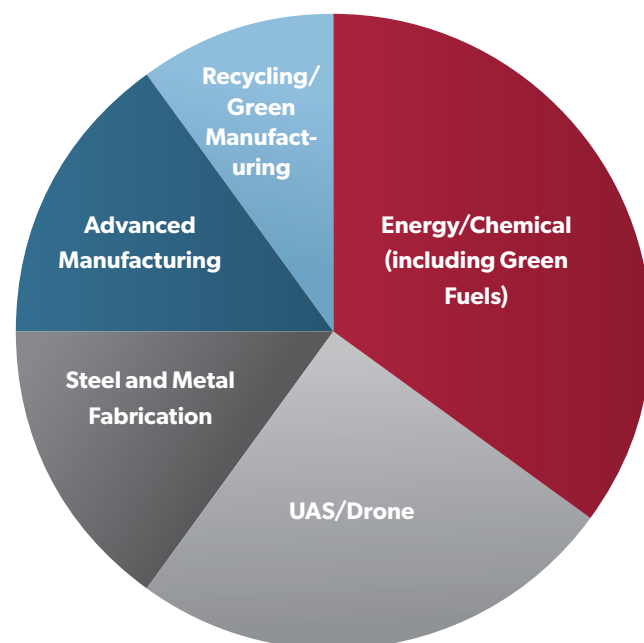 Recycling/
Green
Manufact-
uring
Energy/Chemical
(including Green
Fuels)
Advanced
Manufacturing
Steel and Metal
Fabrication
UAS/Drone